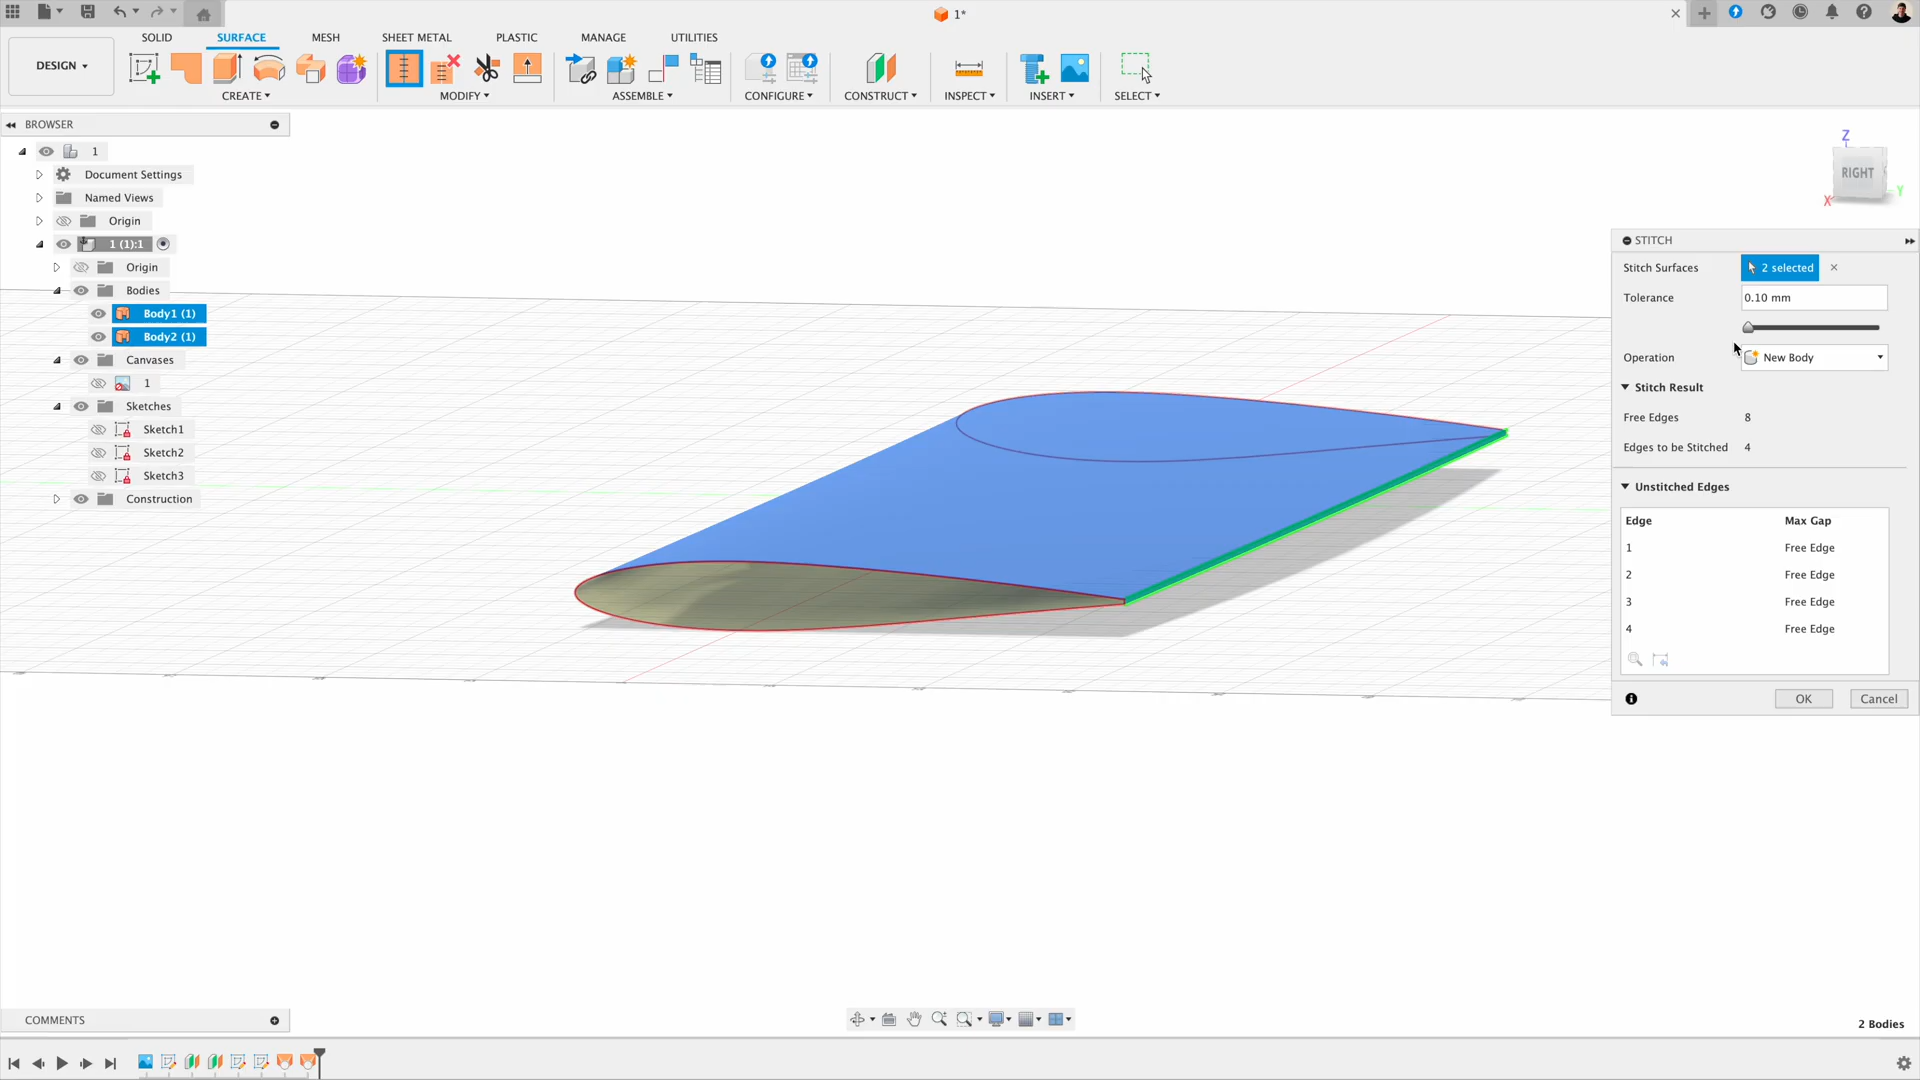 1*
SOLID SURFACE MESH SHEET METAL PLASTIC MANAGE UTILITIES
DESIGN
CREATE MODIFY ASSEMBLE CONFIGURE CONSTRUCT INSPECT INSERT SELECT
BROWSER
1
Document Settings
Named Views
Origin
1 (1):1
Origin
Bodies
Body1 (1)
Body2 (1)
Canvases
1
Sketches
Sketch1
Sketch2
Sketch3
Construction
Z
RIGHT
X
Y
STITCH
Stitch Surfaces 2 selected
Tolerance 0.10 mm
Operation New Body
Stitch Result
Free Edges 8
Edges to be Stitched 4
Unstitched Edges
Edge Max Gap
1 Free Edge
2 Free Edge
3 Free Edge
4 Free Edge
OK Cancel
COMMENTS
2 Bodies